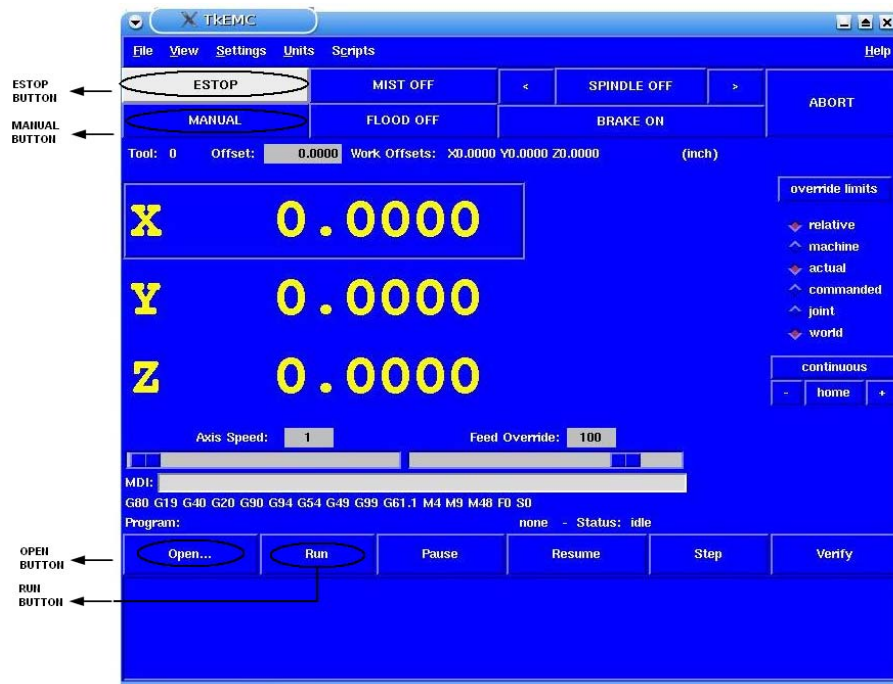 TkEMC
File View Settings Units Scripts Help
ESTOP BUTTON
ESTOP MIST OFF < SPINDLE OFF > ABORT
MANUAL BUTTON
MANUAL FLOOD OFF BRAKE ON
Tool: 0 Offset: 0.0000 Work Offsets: X0.0000 Y0.0000 Z0.0000 (inch)
override limits
X 0.0000
relative
machine
actual
Y 0.0000
commanded
joint
world
Z 0.0000
continuous
- home +
Axis Speed: 1 Feed Override: 100
MDI:
G80 G19 G40 G20 G90 G94 G54 G49 G99 G61.1 M4 M9 M48 F0 S0
Program: none - Status: idle
OPEN BUTTON
Open... Run Pause Resume Step Verify
RUN BUTTON